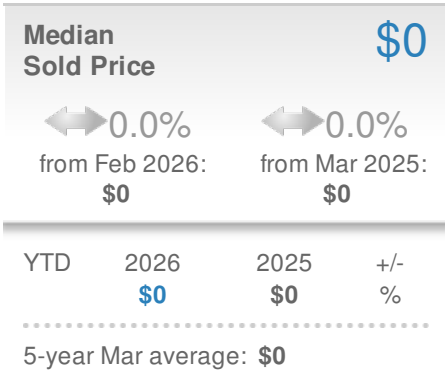 Median $0
Sold Price
0.0% 0.0%
from Feb 2026: from Mar 2025:
$0 $0
YTD 2026 2025 +/-
$0 $0 %
5-year Mar average: $0